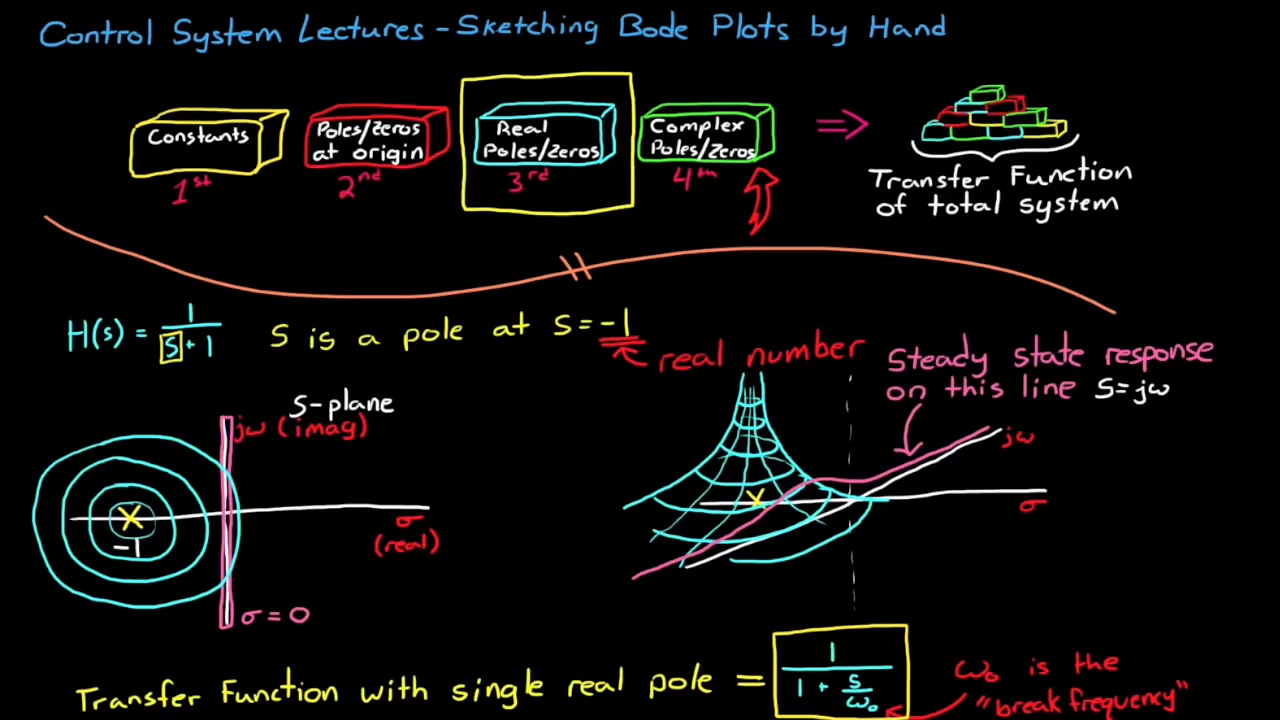 Control System Lectures - Sketching Bode Plots by Hand
Constants
1st
Poles/Zeros
at origin
2nd
Real
Poles/Zeros
3rd
Complex
Poles/Zeros
4th
⇒
Transfer Function
of total system
H(s) = 1/(S + 1)
S is a pole at S = -1
real number
Steady state response
on this line S = jω
S-plane
jω (imag)
X
-1
σ
(real)
σ = 0
X
jω
σ
Transfer Function with single real pole = 1/(1 + s/ω₀)
ω₀ is the
"break frequency"